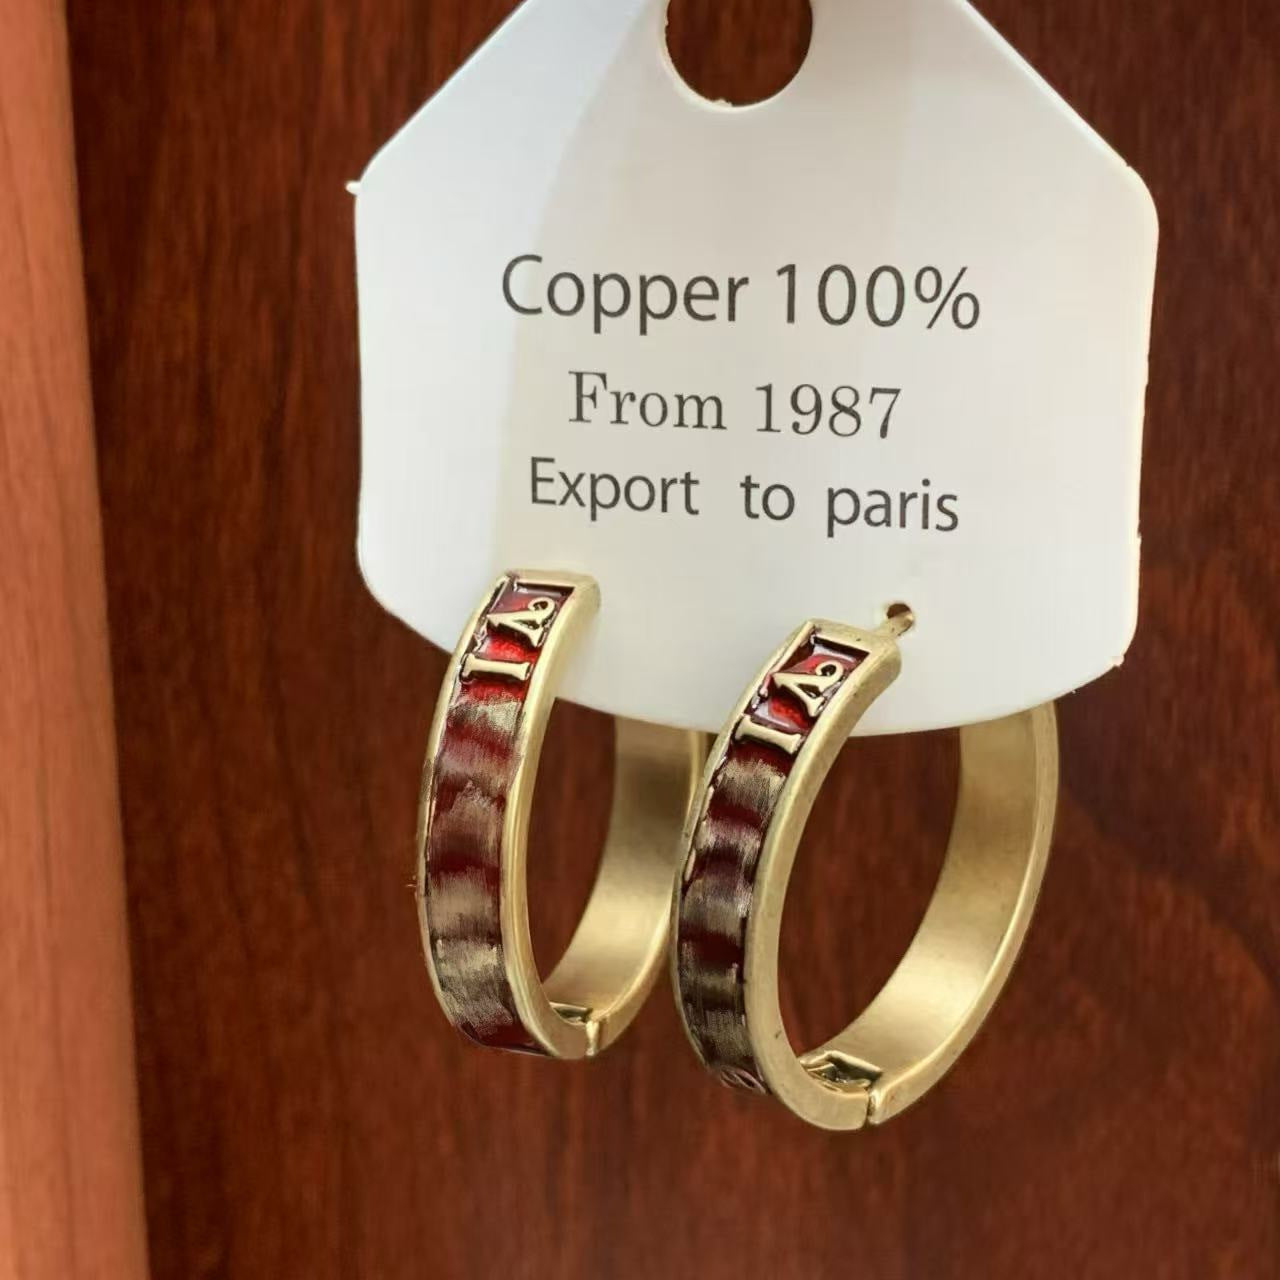 Copper 100%
From 1987
Export to paris